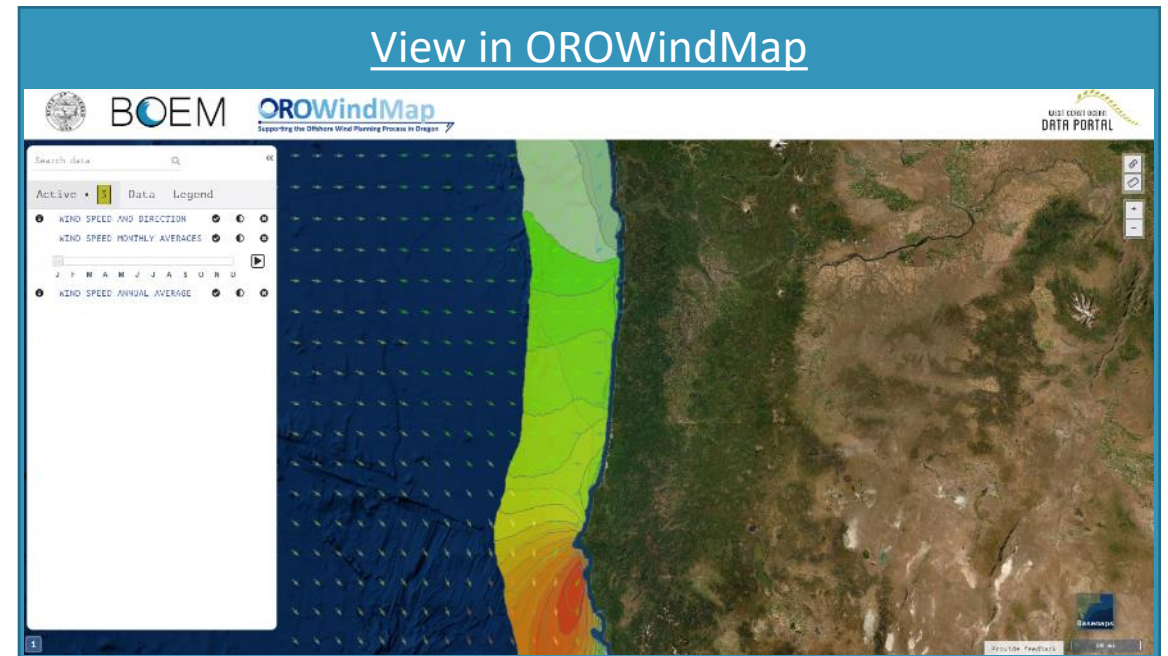 View in OROWindMap
BOEM
OROWindMap
Supporting the Offshore Wind Planning Process in Oregon
WEST COAST OCEAN
DATA PORTAL
Search data
Active • 3 Data Legend
WIND SPEED AND DIRECTION
WIND SPEED MONTHLY AVERAGES
J F M A M J J A S O N D
WIND SPEED ANNUAL AVERAGE
+
-
Basemaps
1
Provide Feedback